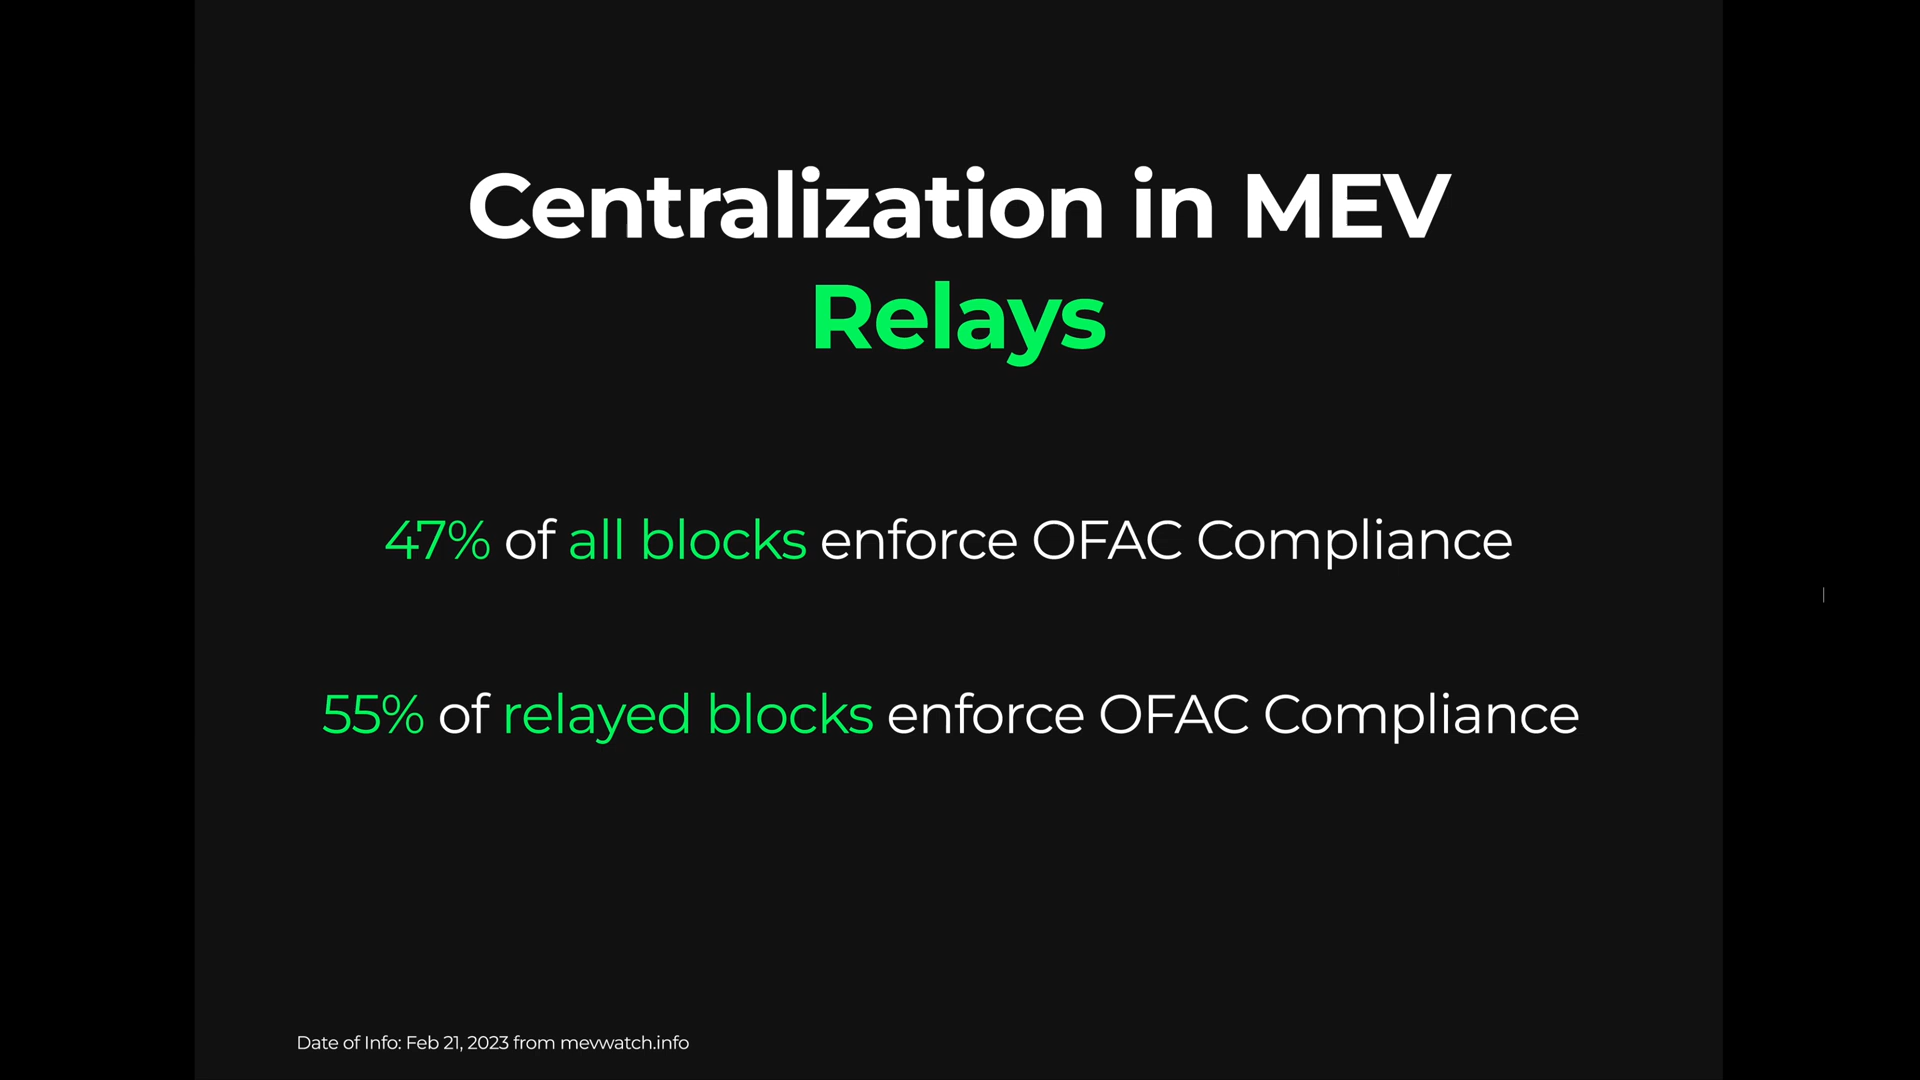 Centralization in MEV
Relays
47% of all blocks enforce OFAC Compliance
55% of relayed blocks enforce OFAC Compliance
Date of Info: Feb 21, 2023 from mevwatch.info